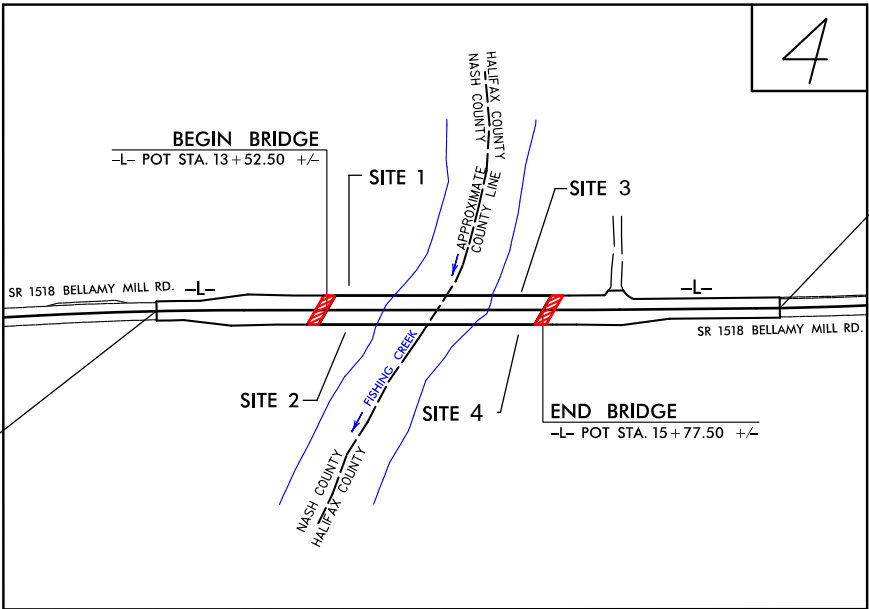 4
HALIFAX COUNTY
NASH COUNTY
BEGIN BRIDGE
-L- POT STA. 13+52.50 +/-
SITE 1
SITE 3
APPROXIMATE
COUNTY LINE
SR 1518 BELLAMY MILL RD.
-L-
-L-
SR 1518 BELLAMY MILL RD.
FISHING CREEK
SITE 2
SITE 4
END BRIDGE
-L- POT STA. 15+77.50 +/-
NASH COUNTY
HALIFAX COUNTY